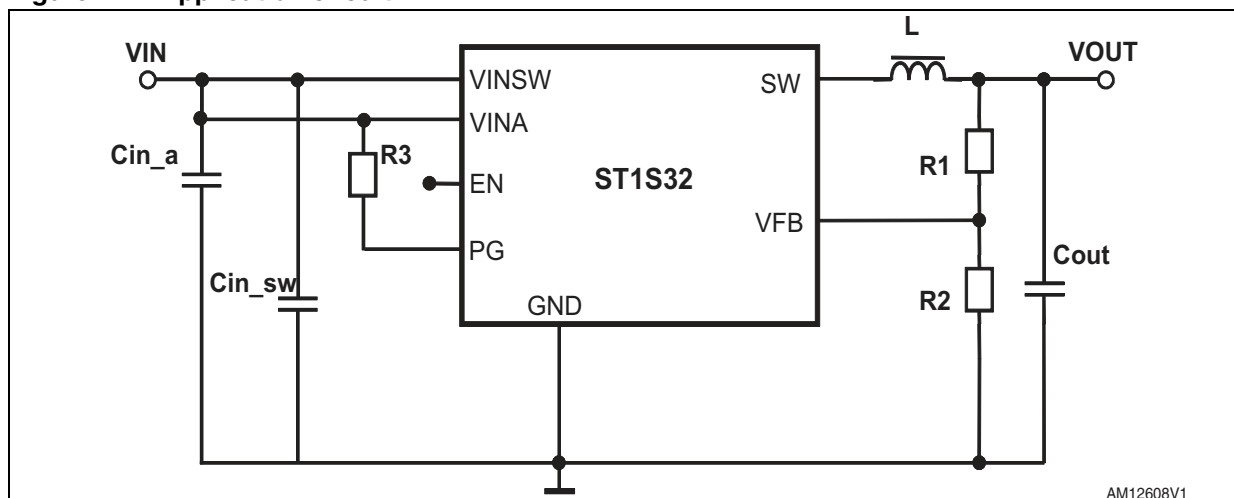 L
VIN
VOUT
VINSW
SW
VINA
Cin_a
R3
R1
EN
ST1S32
VFB
PG
Cout
Cin_sw
R2
GND
AM12608V1